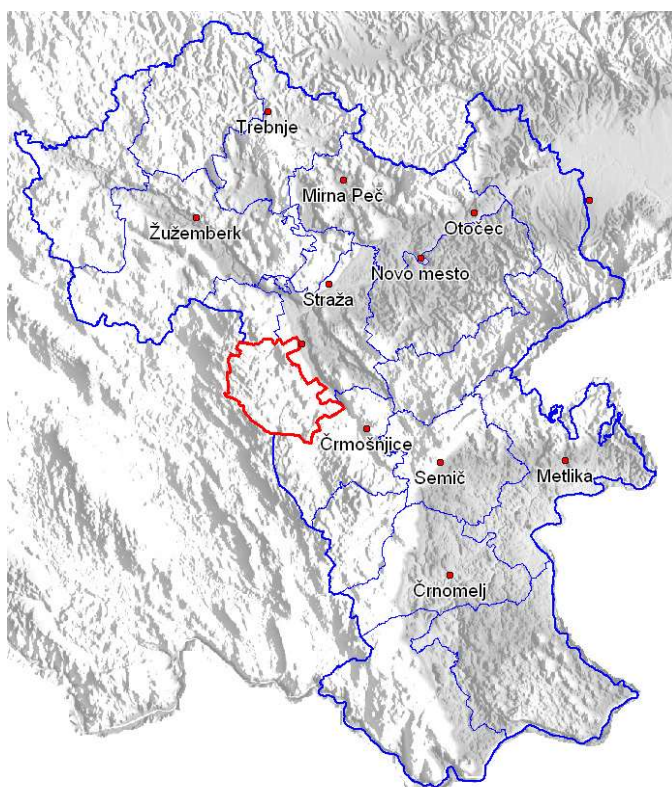 Trebnje
Mirna Peč
Žužemberk
Otočec
Novo mesto
Straža
Črmošnjice
Semič
Metlika
Črnomelj